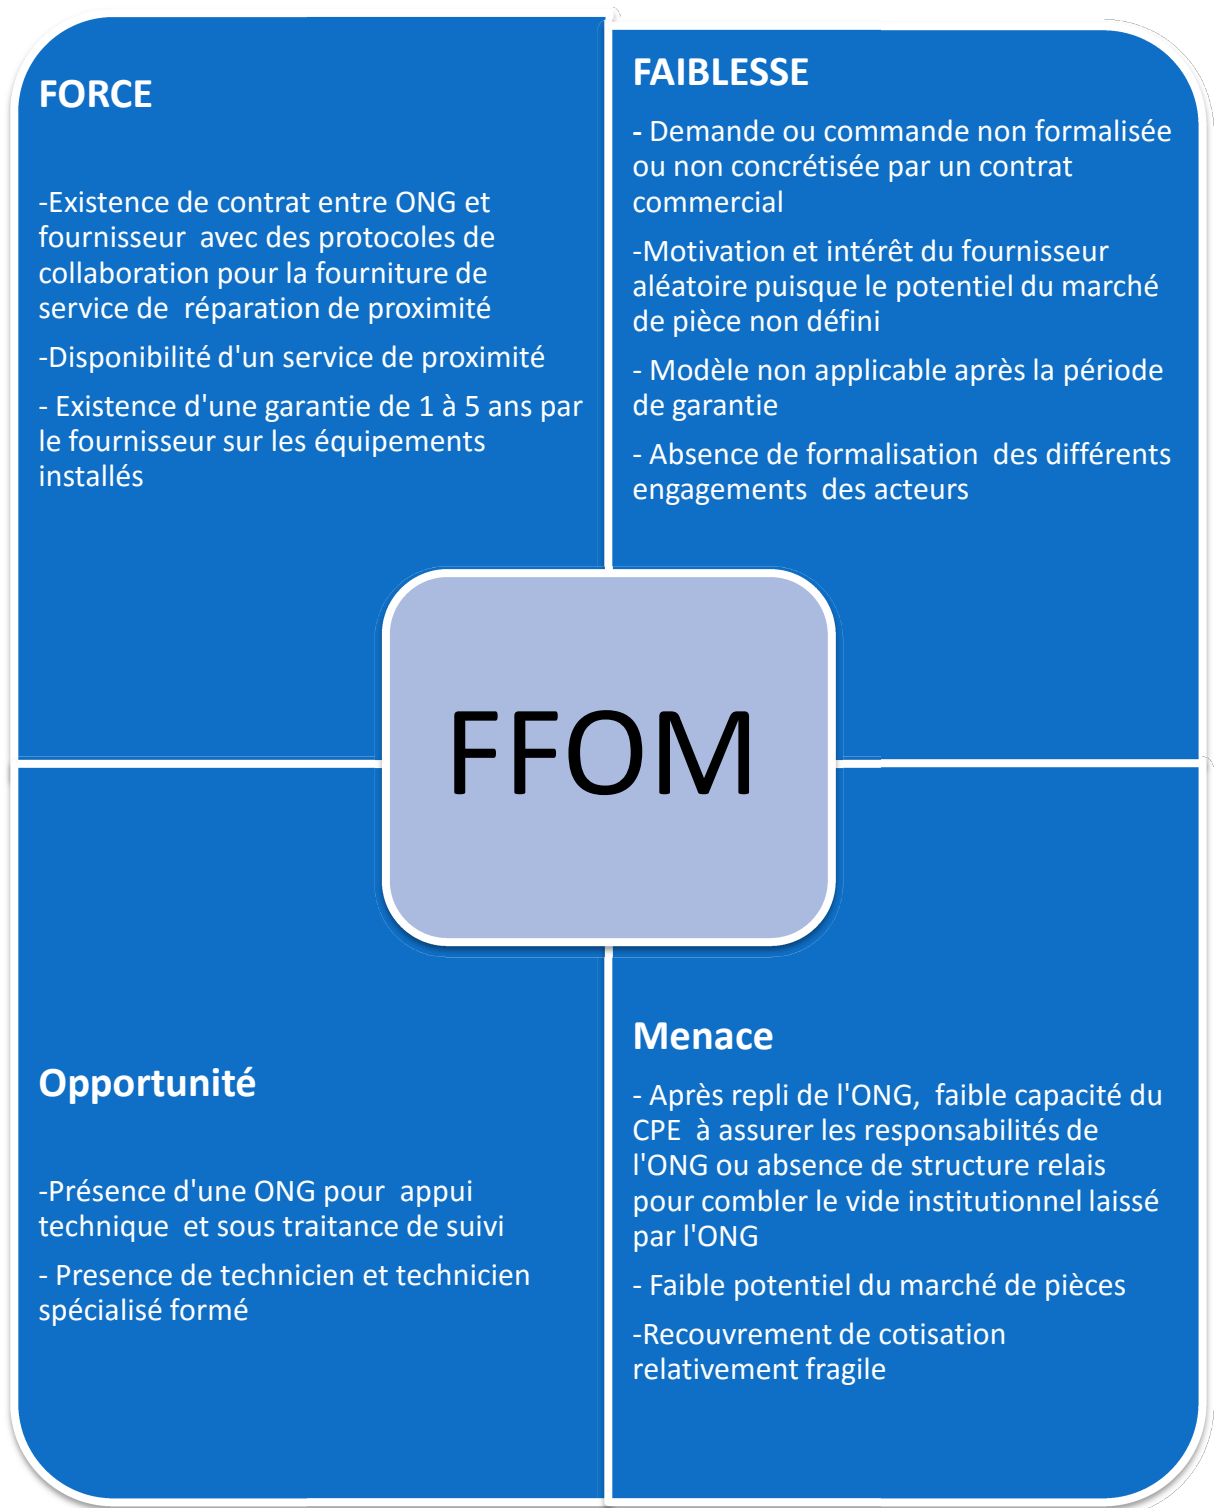 FORCE
-Existence de contrat entre ONG et
fournisseur avec des protocoles de
collaboration pour la fourniture de
service de réparation de proximité
-Disponibilité d'un service de proximité
- Existence d'une garantie de 1 à 5 ans par
le fournisseur sur les équipements
installés
FAIBLESSE
- Demande ou commande non formalisée
ou non concrétisée par un contrat
commercial
-Motivation et intérêt du fournisseur
aléatoire puisque le potentiel du marché
de pièce non défini
- Modèle non applicable après la période
de garantie
- Absence de formalisation des différents
engagements des acteurs
FFOM
Opportunité
-Présence d'une ONG pour appui
technique et sous traitance de suivi
- Presence de technicien et technicien
spécialisé formé
Menace
- Après repli de l'ONG, faible capacité du
CPE à assurer les responsabilités de
l'ONG ou absence de structure relais
pour combler le vide institutionnel laissé
par l'ONG
- Faible potentiel du marché de pièces
-Recouvrement de cotisation
relativement fragile